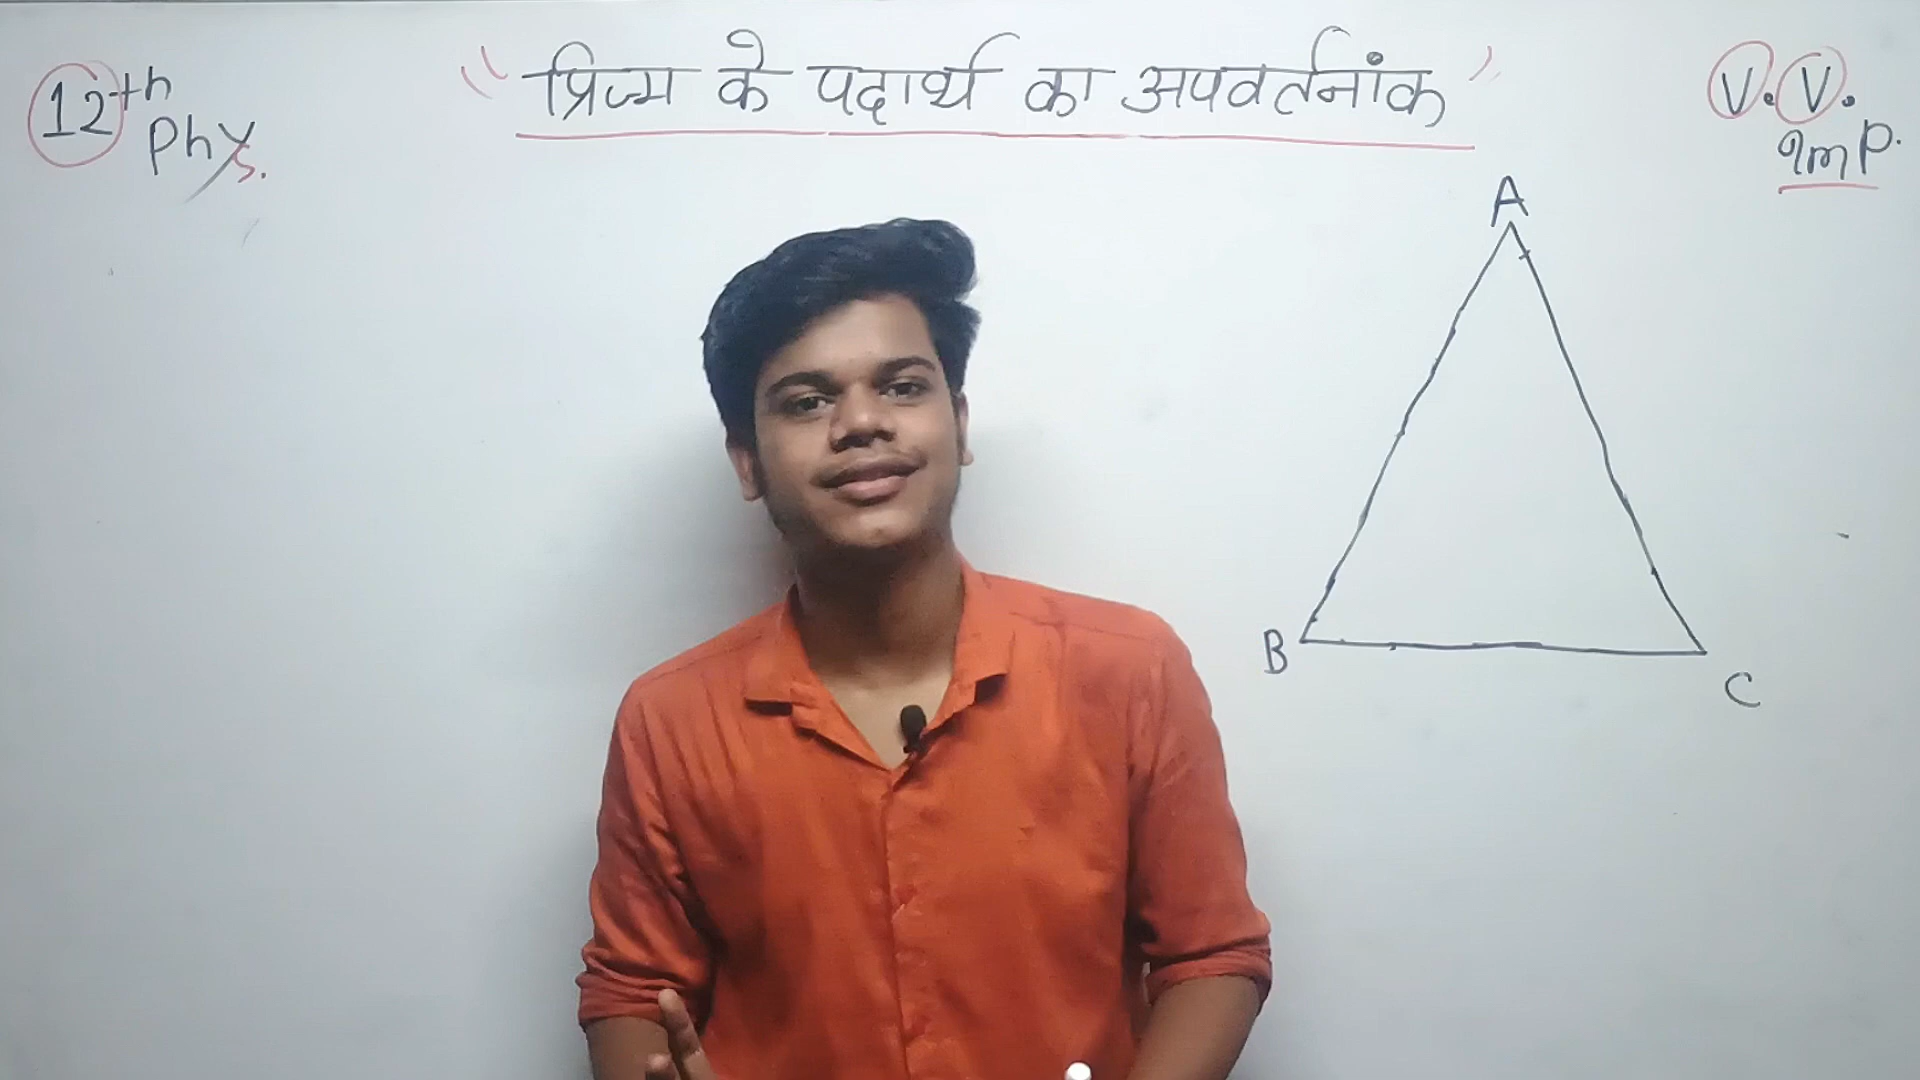 12th
Phys.
"प्रिज्म के पदार्थ का अपवर्तनांक"
V. V.
Imp.
A
B
C